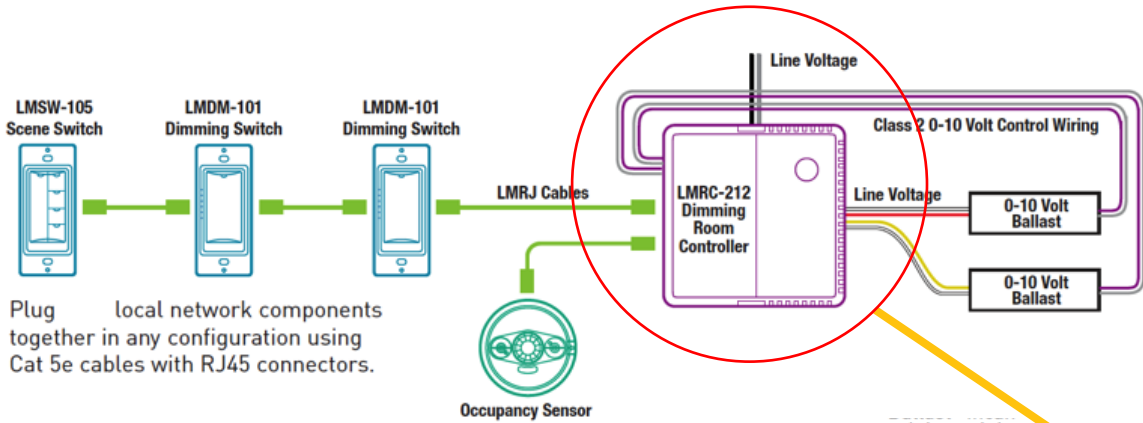 Line Voltage
LMSW-105
Scene Switch
LMDM-101
Dimming Switch
LMDM-101
Dimming Switch
Class 2 0-10 Volt Control Wiring
LMRJ Cables
LMRC-212
Dimming
Room
Controller
Line Voltage
0-10 Volt
Ballast
0-10 Volt
Ballast
Plug local network components
together in any configuration using
Cat 5e cables with RJ45 connectors.
Occupancy Sensor